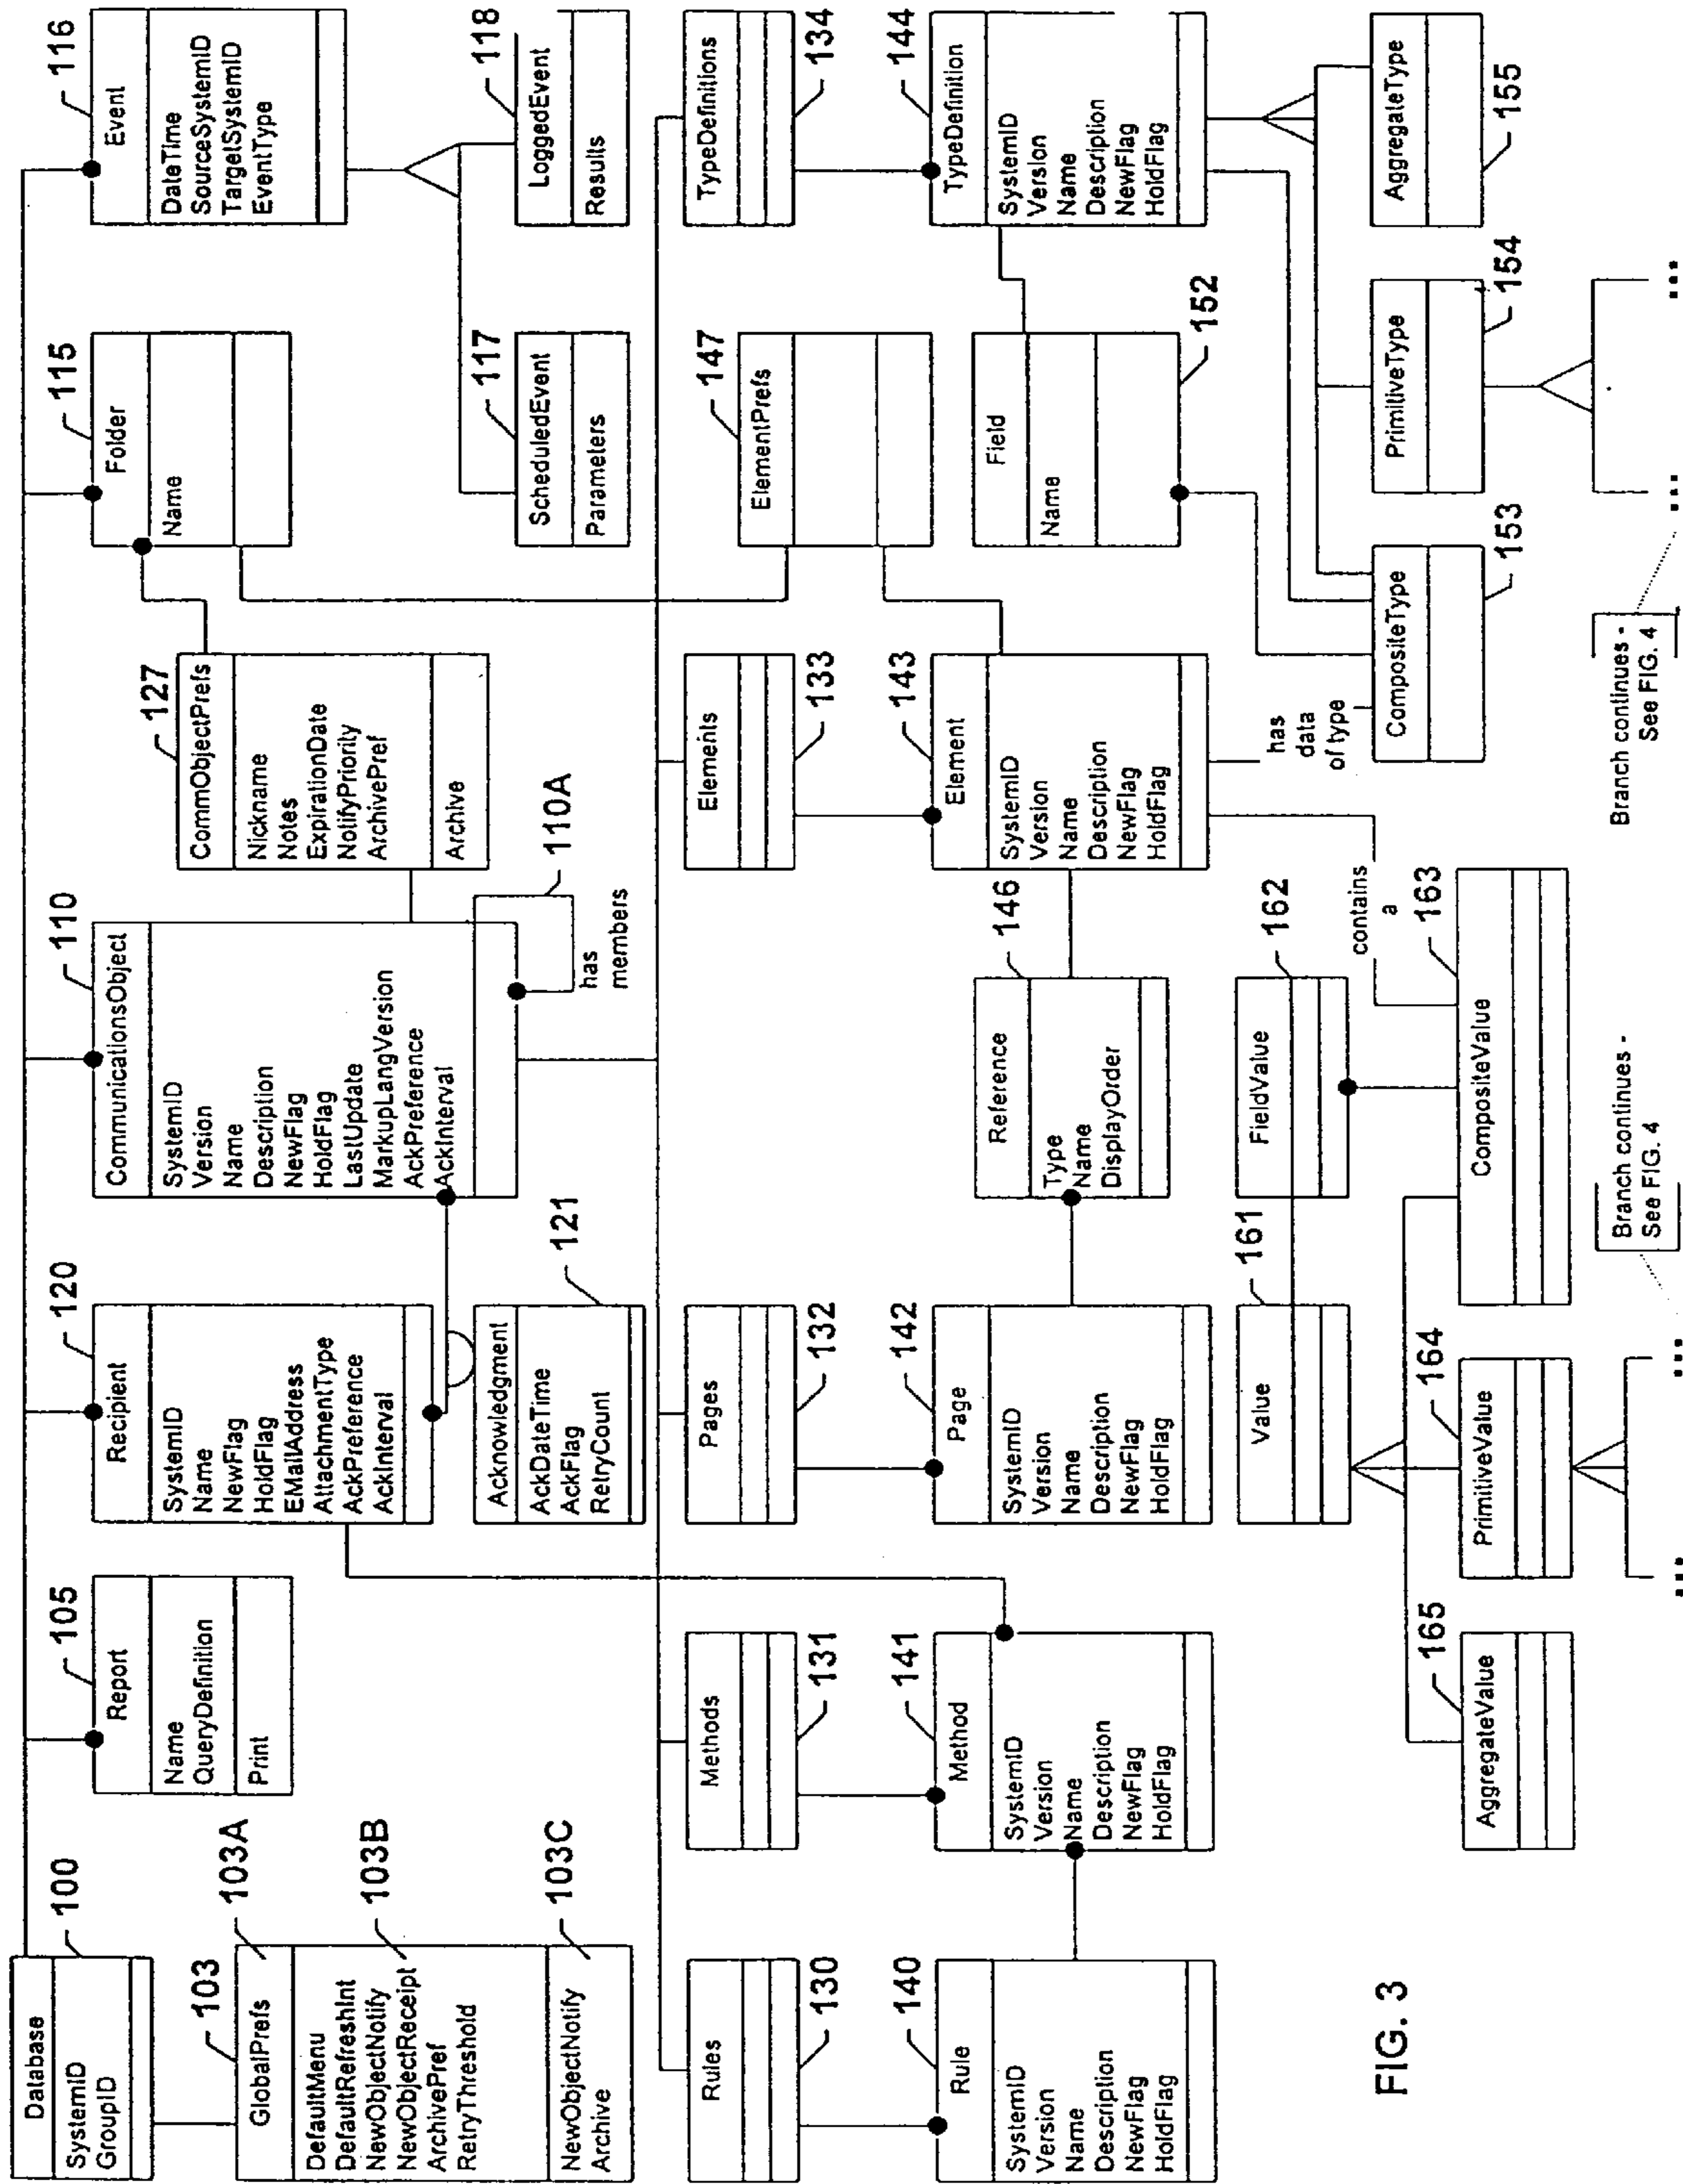 Database
SystemID
GroupID
100
GlobalPrefs
DefaultMenu
DefaultRefreshInt
NewObjectNotify
NewObjectReceipt
ArchivePref
RetryThreshold
NewObjectNotify
Archive
103
103A
103B
103C
Report
Name
QueryDefinition
Print
105
Recipient
SystemID
Name
NewFlag
HoldFlag
EMailAddress
AttachmentType
AckPreference
AckInterval
120
Acknowledgment
AckDateTime
AckFlag
RetryCount
121
CommunicationsObject
SystemID
Version
Name
Description
NewFlag
HoldFlag
LastUpdate
MarkupLangVersion
AckPreference
AckInterval
110
has
members
110A
CommObjectPrefs
Nickname
Notes
ExpirationDate
NotifyPriority
ArchivePref
Archive
127
Folder
Name
115
Event
DateTime
SourceSystemID
TargetSystemID
EventType
116
ScheduledEvent
Parameters
117
LoggedEvent
Results
118
Rules
130
Methods
131
Pages
132
Elements
133
ElementPrefs
147
TypeDefinitions
134
Rule
SystemID
Version
Name
Description
NewFlag
HoldFlag
140
Method
SystemID
Version
Name
Description
NewFlag
HoldFlag
141
Page
SystemID
Version
Name
Description
NewFlag
HoldFlag
142
Reference
Type
Name
DisplayOrder
146
Element
SystemID
Version
Name
Description
NewFlag
HoldFlag
143
Field
Name
152
TypeDefinition
SystemID
Version
Name
Description
NewFlag
HoldFlag
144
Value
161
FieldValue
162
contains
a
has
data
of type
AggregateValue
165
PrimitiveValue
164
CompositeValue
163
CompositeType
153
PrimitiveType
154
AggregateType
155
...
...
Branch continues -
See FIG. 4
Branch continues -
See FIG. 4
...
...
FIG. 3